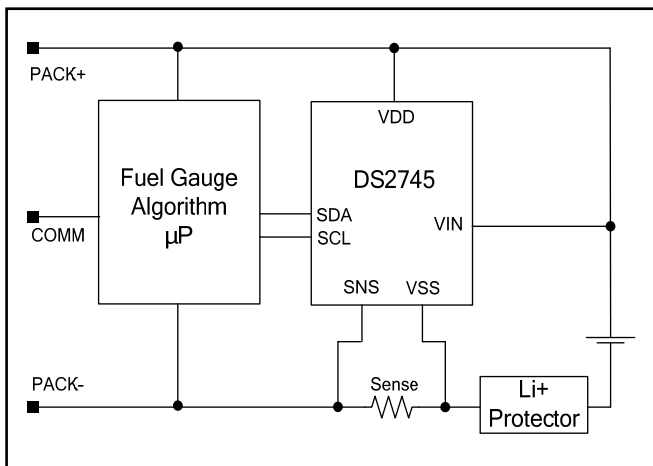 PACK+
VDD
Fuel Gauge
Algorithm
µP
DS2745
COMM
SDA
SCL
VIN
SNS VSS
PACK-
Sense
Li+
Protector